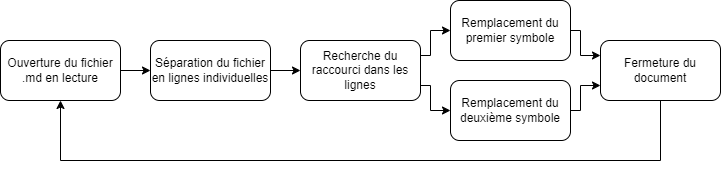 Ouverture du fichier
.md en lecture
Séparation du fichier
en lignes individuelles
Recherche du
raccourci dans les
lignes
Remplacement du
premier symbole
Remplacement du
deuxième symbole
Fermeture du
document